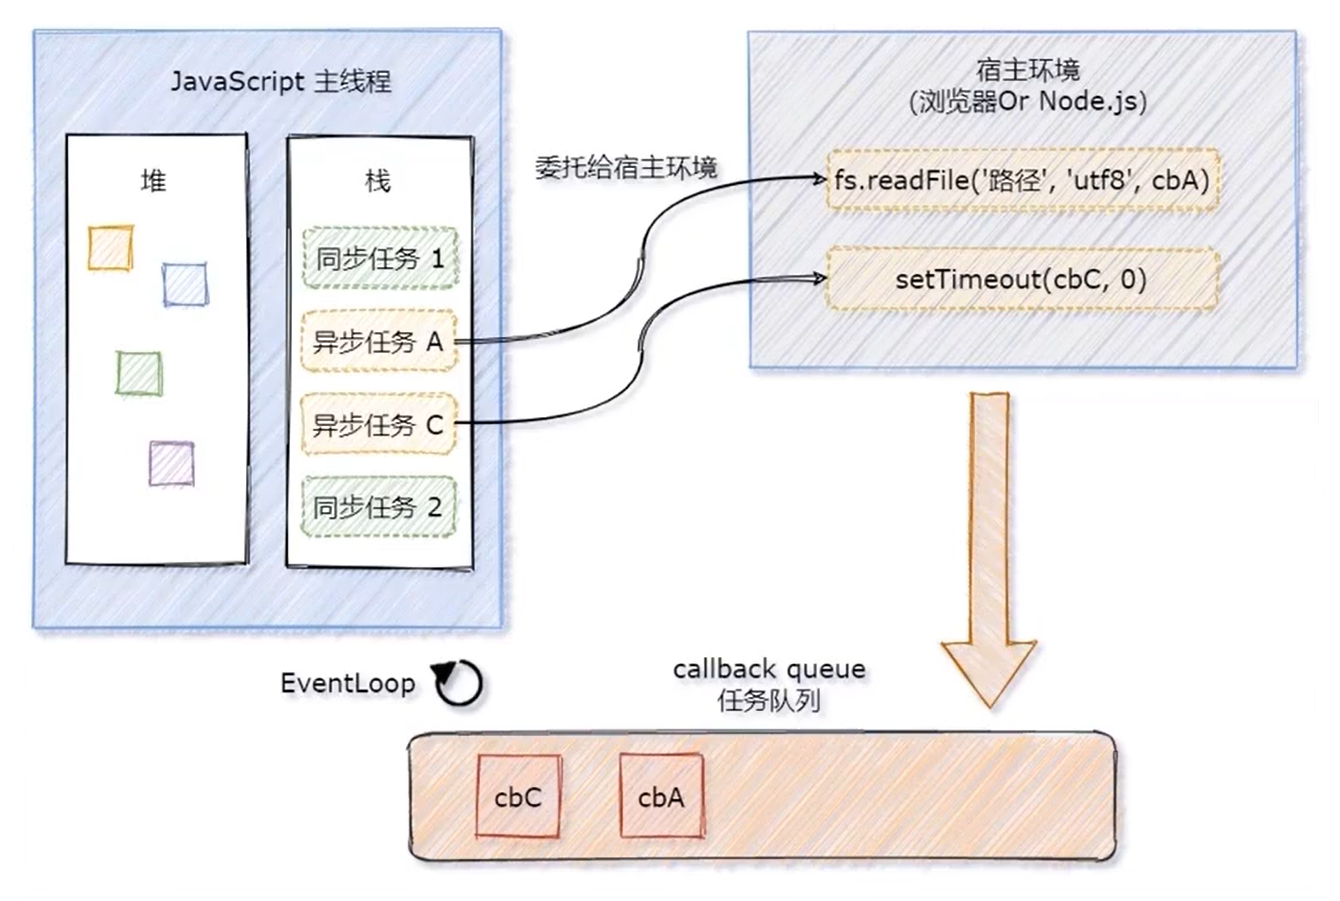 JavaScript 主线程
堆
栈
同步任务 1
异步任务 A
异步任务 C
同步任务 2
委托给宿主环境
宿主环境
(浏览器Or Node.js)
fs.readFile('路径', 'utf8', cbA)
setTimeout(cbC, 0)
EventLoop
callback queue
任务队列
cbC
cbA